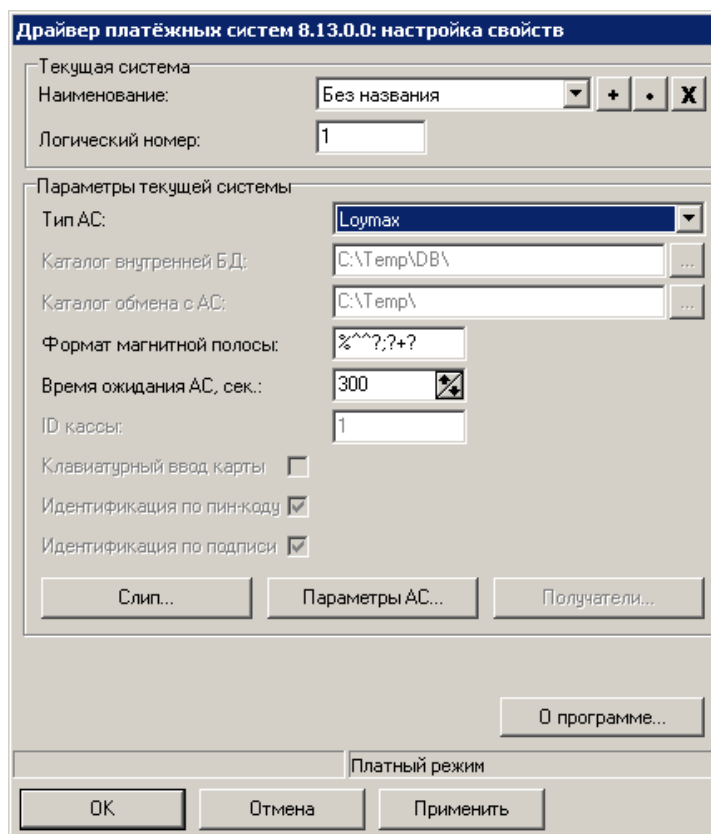 Драйвер платёжных систем 8.13.0.0: настройка свойств
Текущая система
Наименование: Без названия + • X
Логический номер: 1
Параметры текущей системы
Тип АС: Loymax
Каталог внутренней БД: C:\Temp\DB\ ...
Каталог обмена с АС: C:\Temp\ ...
Формат магнитной полосы: %^^?;?+?
Время ожидания АС, сек.: 300
ID кассы: 1
Клавиатурный ввод карты
Идентификация по пин-коду
Идентификация по подписи
Слип... Параметры АС... Получатели...
О программе...
Платный режим
ОК Отмена Применить